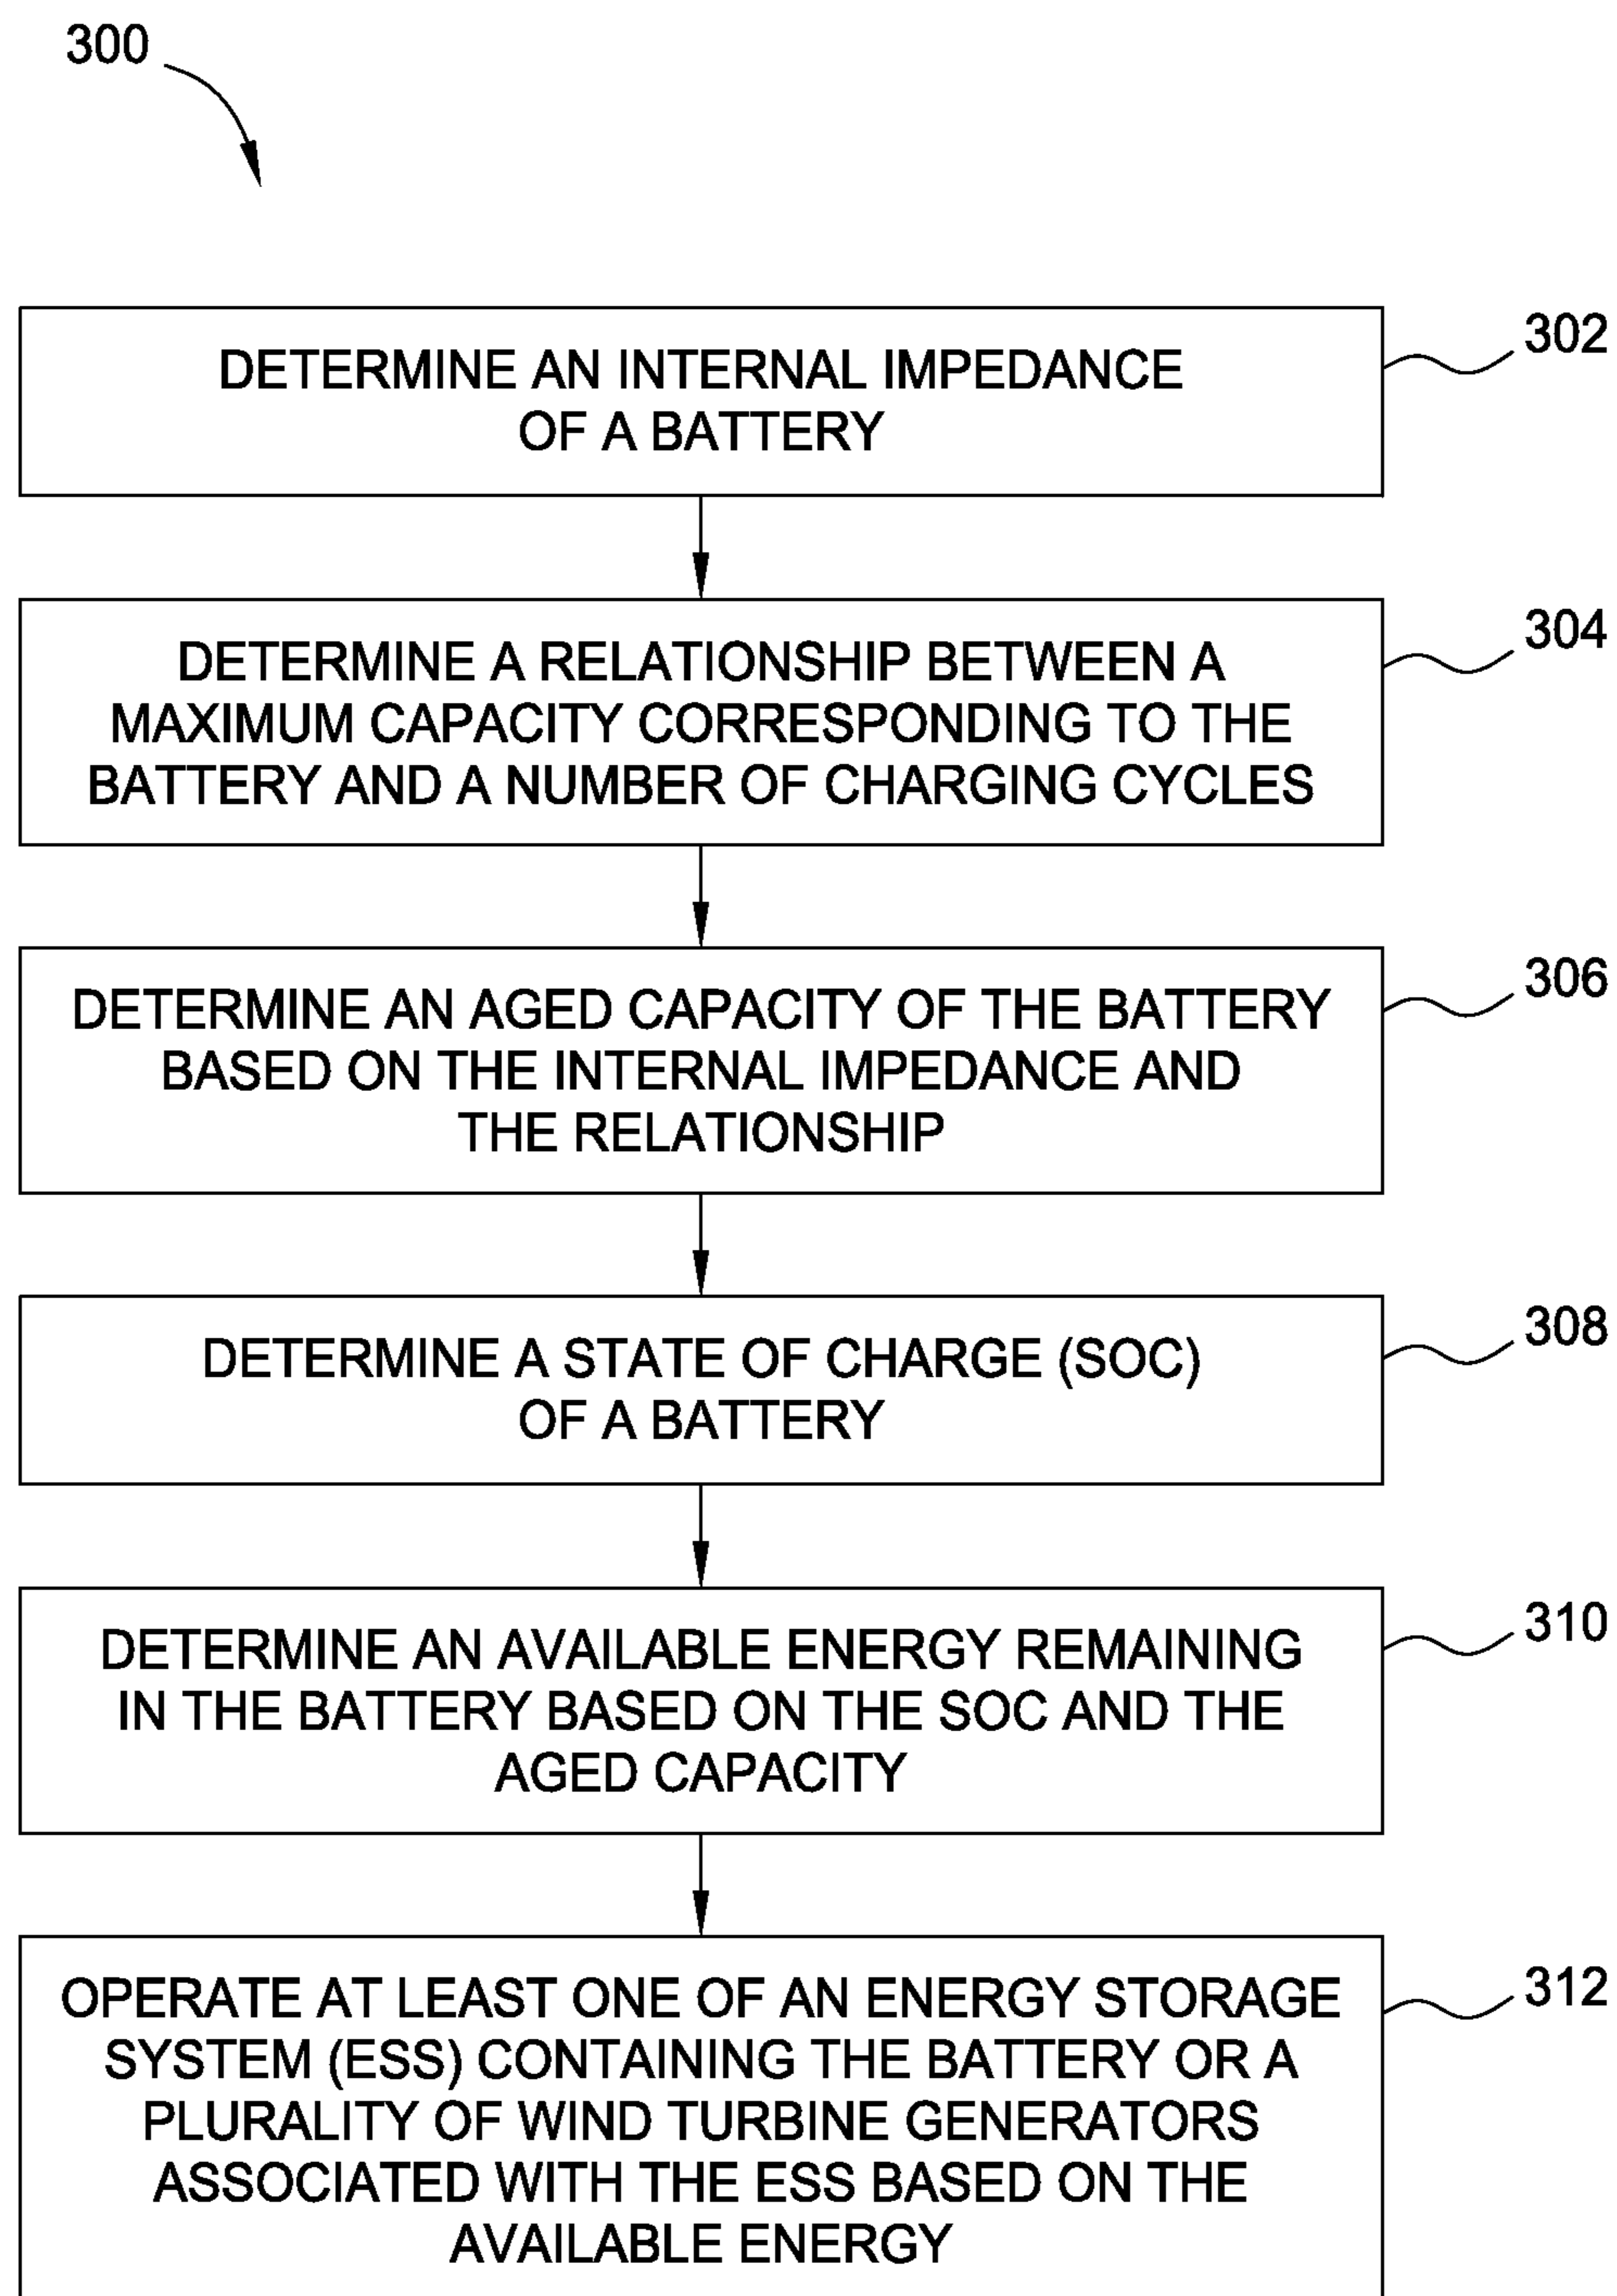 300
302
DETERMINE AN INTERNAL IMPEDANCE
OF A BATTERY
304
DETERMINE A RELATIONSHIP BETWEEN A
MAXIMUM CAPACITY CORRESPONDING TO THE
BATTERY AND A NUMBER OF CHARGING CYCLES
306
DETERMINE AN AGED CAPACITY OF THE BATTERY
BASED ON THE INTERNAL IMPEDANCE AND
THE RELATIONSHIP
308
DETERMINE A STATE OF CHARGE (SOC)
OF A BATTERY
310
DETERMINE AN AVAILABLE ENERGY REMAINING
IN THE BATTERY BASED ON THE SOC AND THE
AGED CAPACITY
312
OPERATE AT LEAST ONE OF AN ENERGY STORAGE
SYSTEM (ESS) CONTAINING THE BATTERY OR A
PLURALITY OF WIND TURBINE GENERATORS
ASSOCIATED WITH THE ESS BASED ON THE
AVAILABLE ENERGY